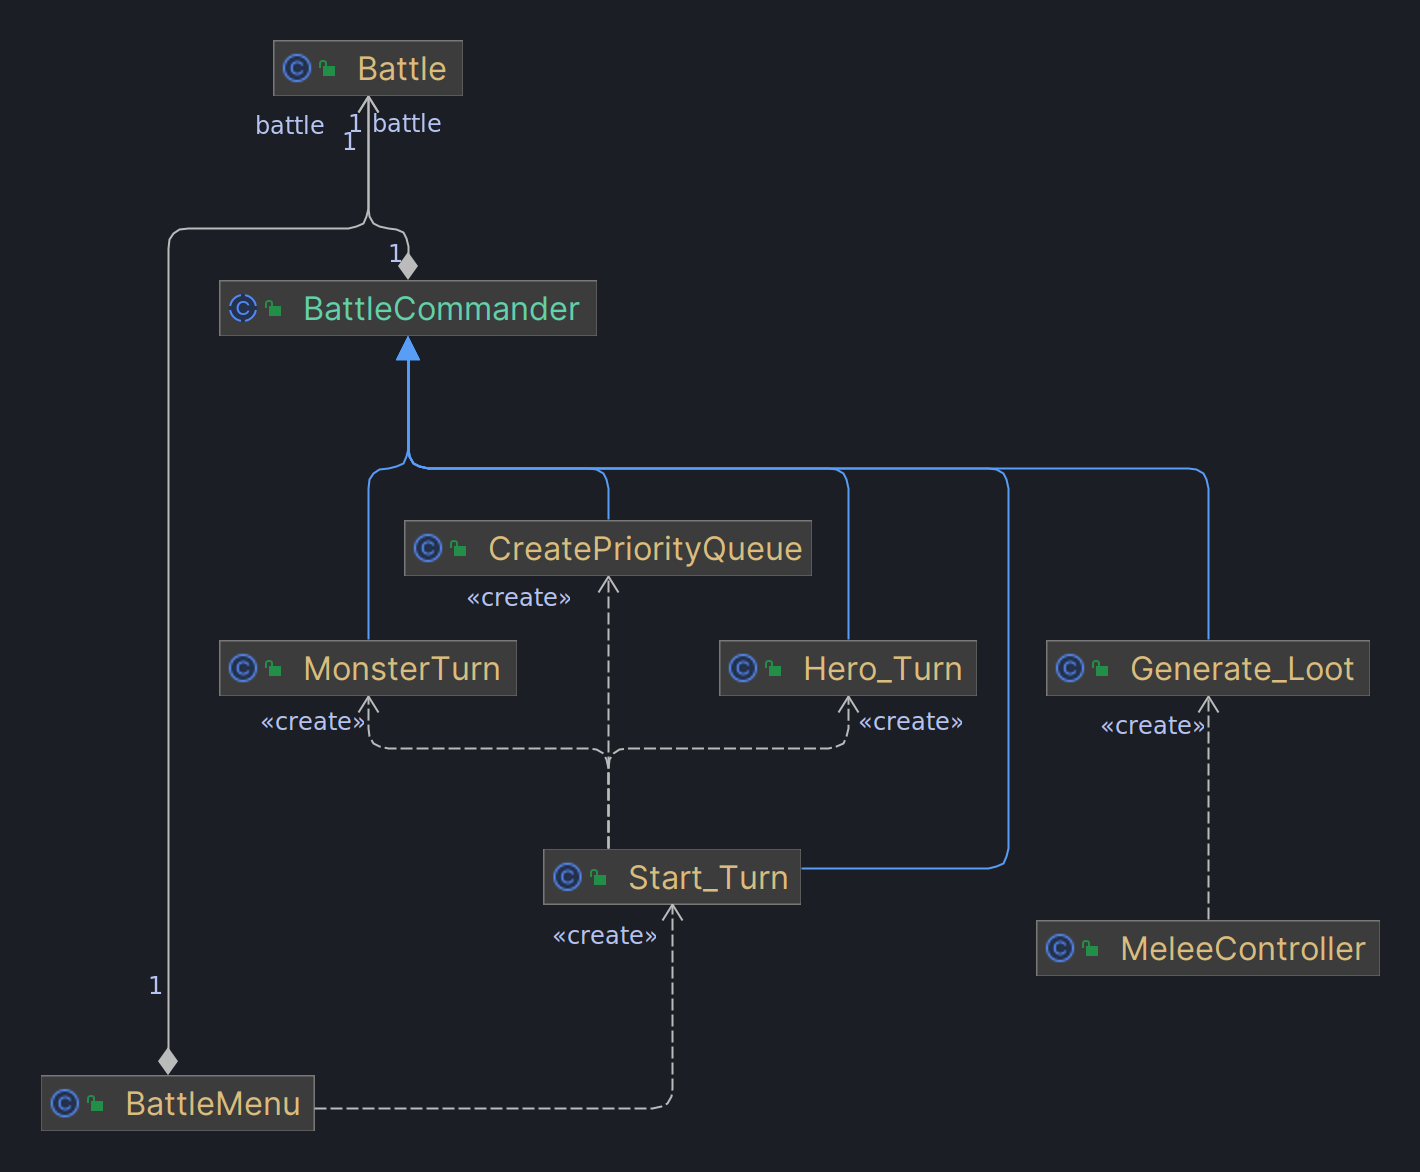 Battle
battle
1
battle
1
1
BattleCommander
CreatePriorityQueue
«create»
MonsterTurn
Hero_Turn
Generate_Loot
«create»
«create»
«create»
Start_Turn
«create»
MeleeController
1
BattleMenu